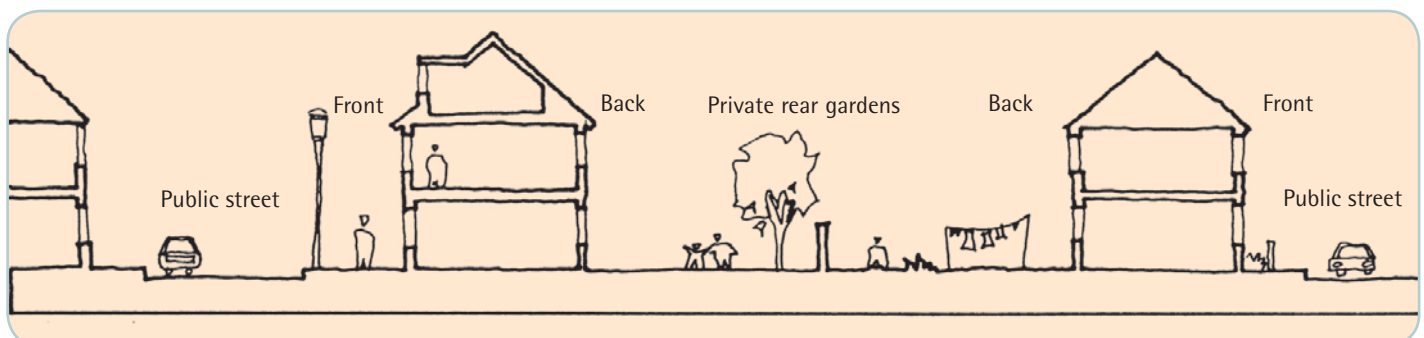 Front
Back
Private rear gardens
Back
Front
Public street
Public street